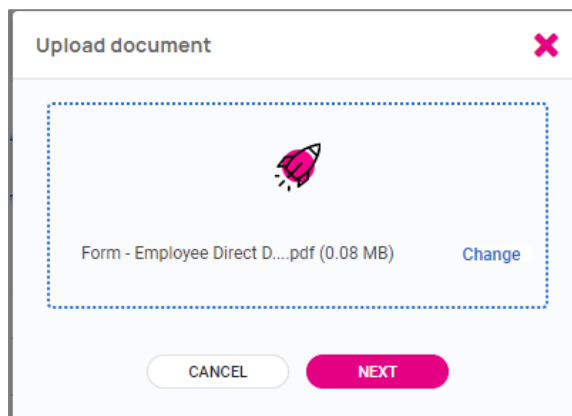 Upload document
Form - Employee Direct D....pdf (0.08 MB) Change
CANCEL NEXT